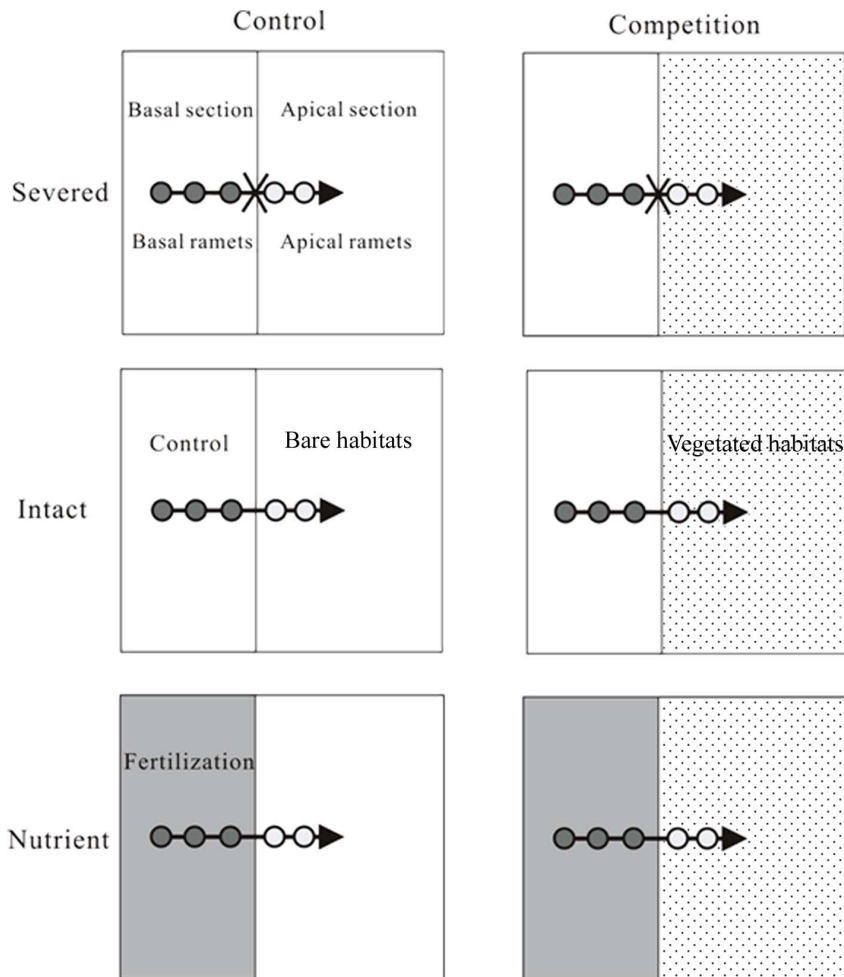 Control
Competition
Basal section
Apical section
Severed
Basal ramets
Apical ramets
Control
Bare habitats
Vegetated habitats
Intact
Fertilization
Nutrient